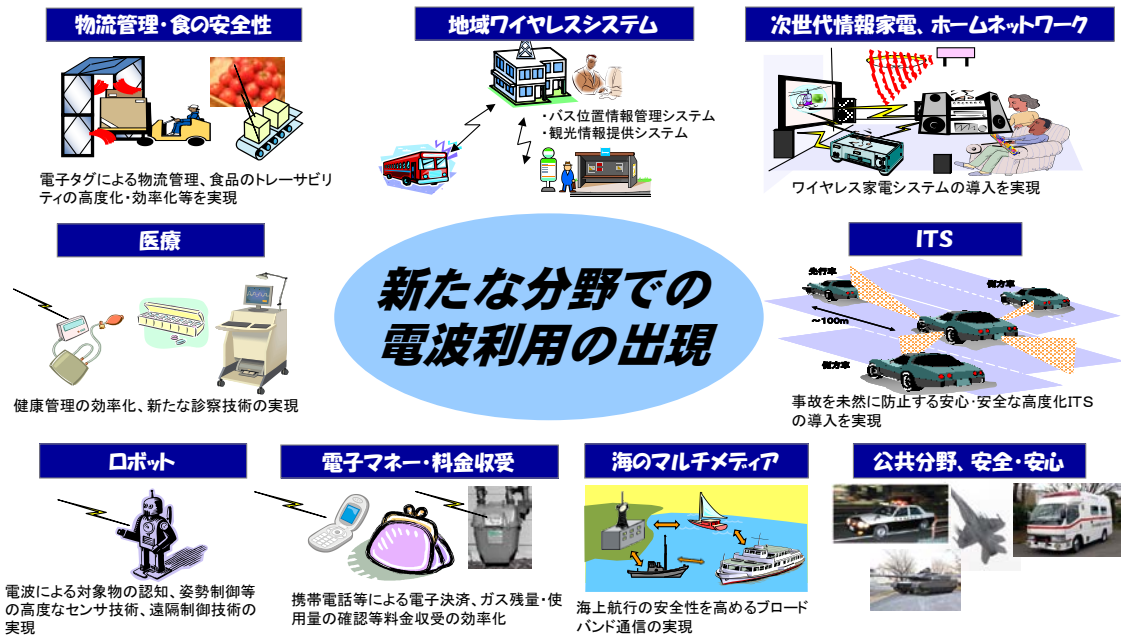 物流管理・食の安全性
電子タグによる物流管理、食品のトレーサビリ
ティの高度化・効率化等を実現
地域ワイヤレスシステム
・バス位置情報管理システム
・観光情報提供システム
次世代情報家電、ホームネットワーク
ワイヤレス家電システムの導入を実現
医療
健康管理の効率化、新たな診察技術の実現
新たな分野での
電波利用の出現
ITS
先行車
側方車
～100m
側方車
事故を未然に防止する安心・安全な高度化ITS
の導入を実現
ロボット
電波による対象物の認知、姿勢制御等
の高度なセンサ技術、遠隔制御技術の
実現
電子マネー・料金収受
携帯電話等による電子決済、ガス残量・使
用量の確認等料金収受の効率化
海のマルチメディア
海上航行の安全性を高めるブロード
バンド通信の実現
公共分野、安全・安心